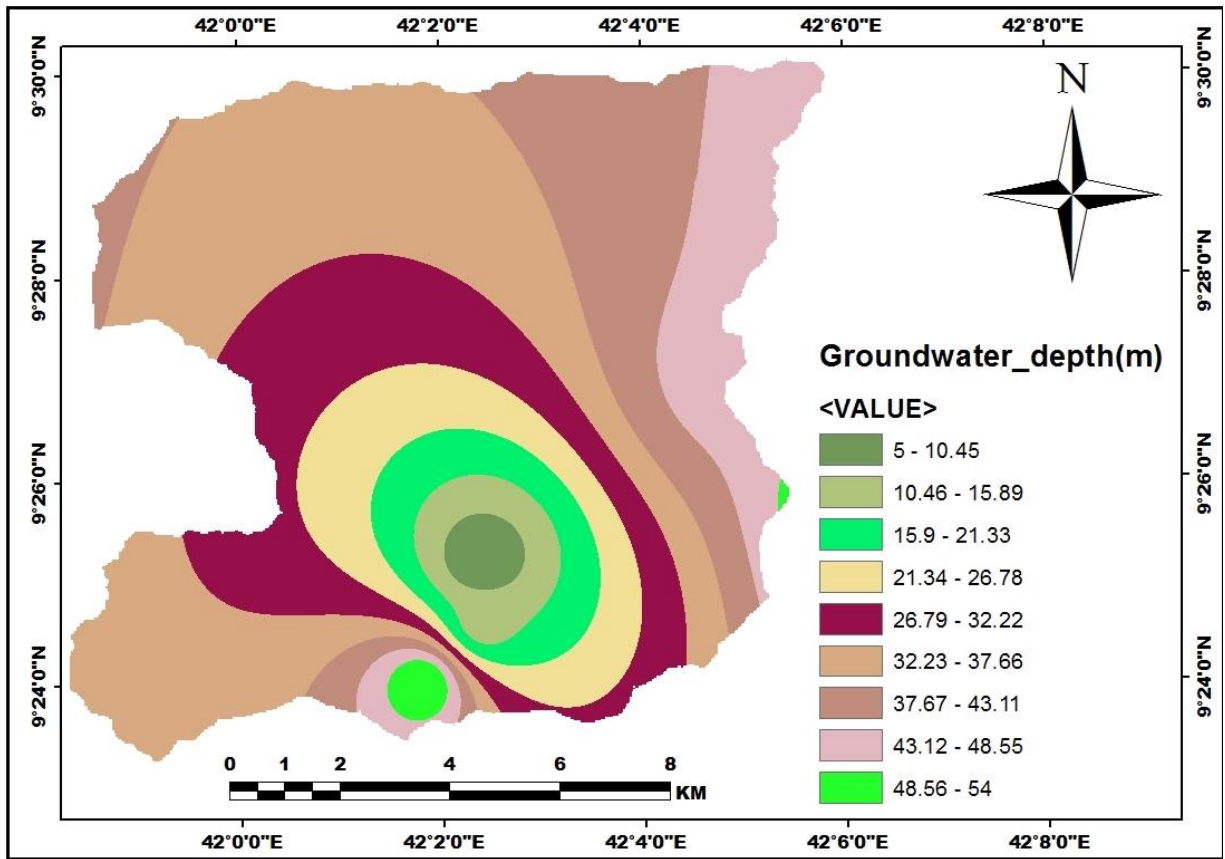 42°0'0"E 42°2'0"E 42°4'0"E 42°6'0"E 42°8'0"E
9°30'0"N
9°28'0"N
9°26'0"N
9°24'0"N
N
9°30'0"N
9°28'0"N
9°26'0"N
9°24'0"N
Groundwater_depth(m)
<VALUE>
5 - 10.45
10.46 - 15.89
15.9 - 21.33
21.34 - 26.78
26.79 - 32.22
32.23 - 37.66
37.67 - 43.11
43.12 - 48.55
48.56 - 54
0 1 2 4 6 8
KM
42°0'0"E 42°2'0"E 42°4'0"E 42°6'0"E 42°8'0"E